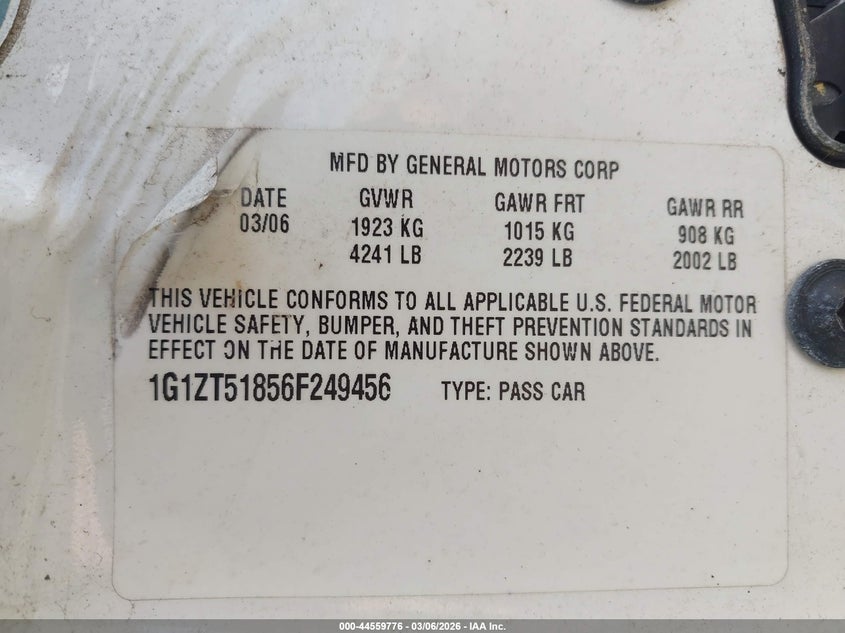 MFD BY GENERAL MOTORS CORP
DATE GVWR GAWR FRT GAWR RR
03/06 1923 KG 1015 KG 908 KG
4241 LB 2239 LB 2002 LB
THIS VEHICLE CONFORMS TO ALL APPLICABLE U.S. FEDERAL MOTOR
VEHICLE SAFETY, BUMPER, AND THEFT PREVENTION STANDARDS IN
EFFECT ON THE DATE OF MANUFACTURE SHOWN ABOVE.
1G1ZT51856F249456 TYPE: PASS CAR
000-44559776 — 03/06/2026 — IAA Inc.